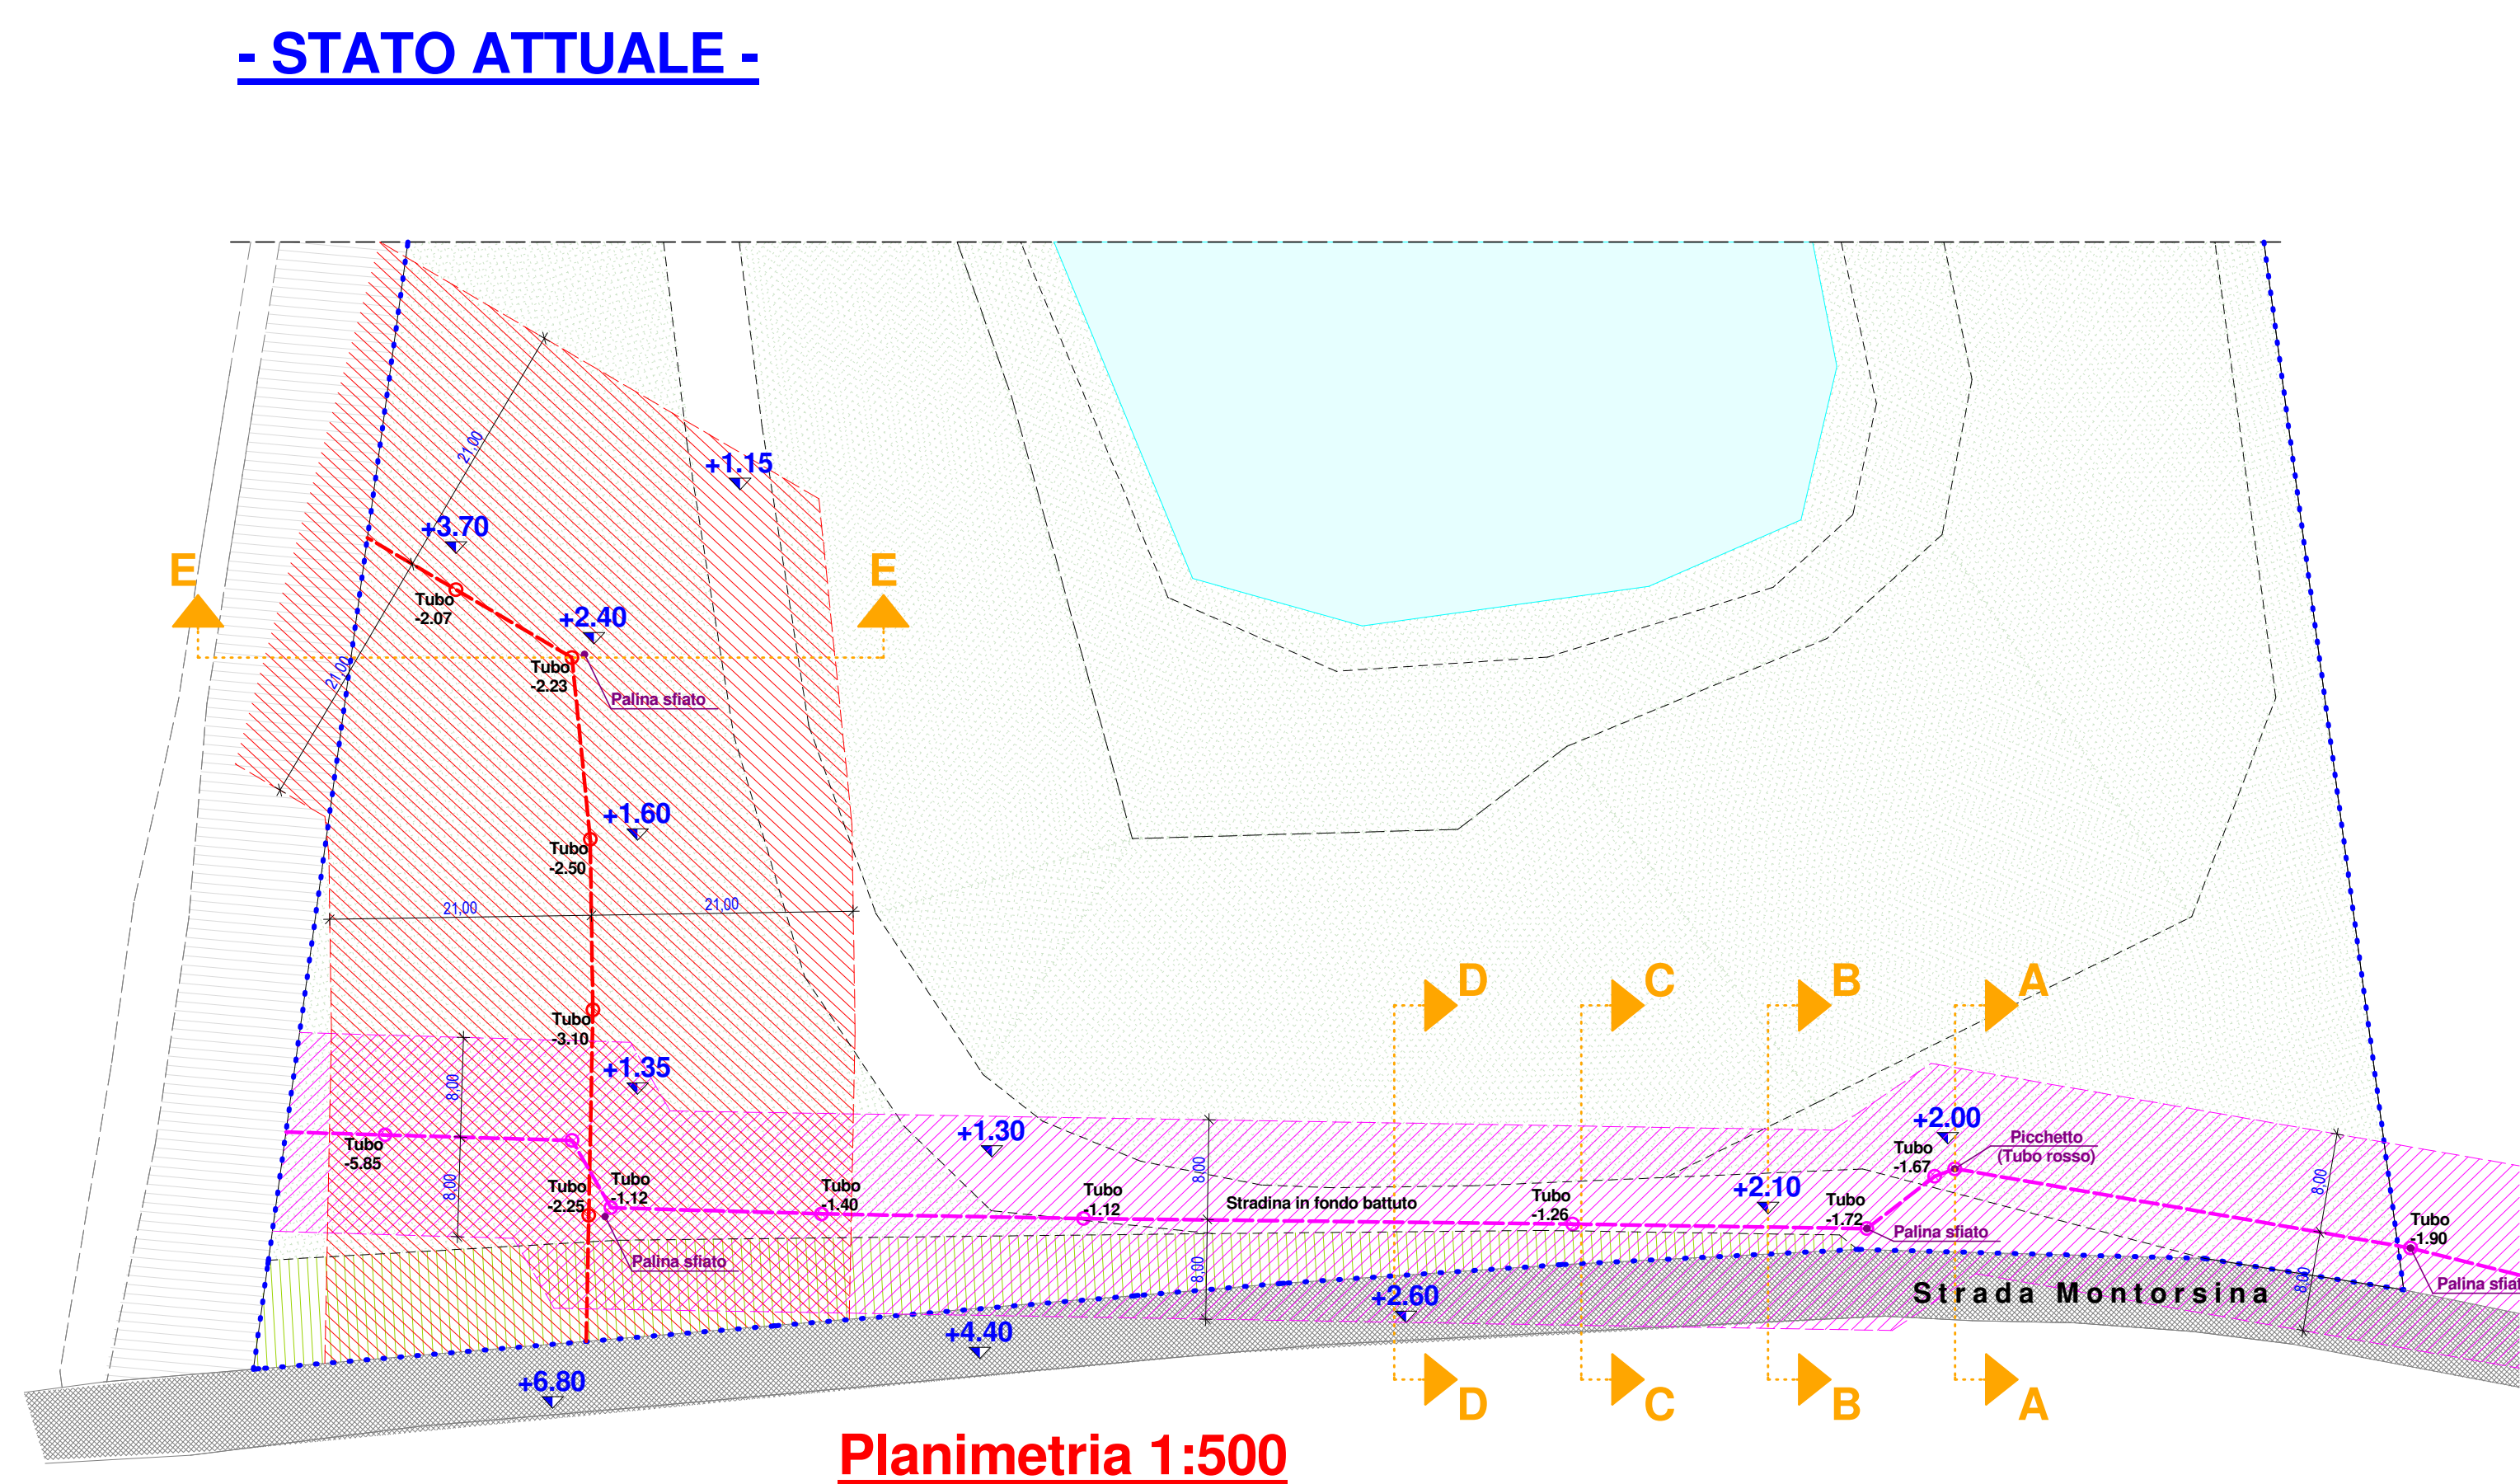 - STATO ATTUALE -
+1.15
21,00
+3.70
E
E
Tubo
-2.07
+2.40
Tubo
-2.23
21,00
Palina sfiato
+1.60
Tubo
-2.50
21,00
21,00
D
C
B
A
Tubo
-3.10
+1.35
8.00
+1.30
+2.00
Picchetto
(Tubo rosso)
Tubo
-5.85
Tubo
-1.67
8.00
8,00
8,00
Tubo
-2.25
Tubo
-1.12
Tubo
-1.40
Tubo
-1.12
Stradina in fondo battuto
Tubo
-1.26
+2.10
Tubo
-1.72
Palina sfiato
Tubo
-1.90
Palina sfiato
8,00
8,00
Palina sfiat
+2.60
Strada Montorsina
+4.40
+6.80
D
C
B
A
Planimetria 1:500